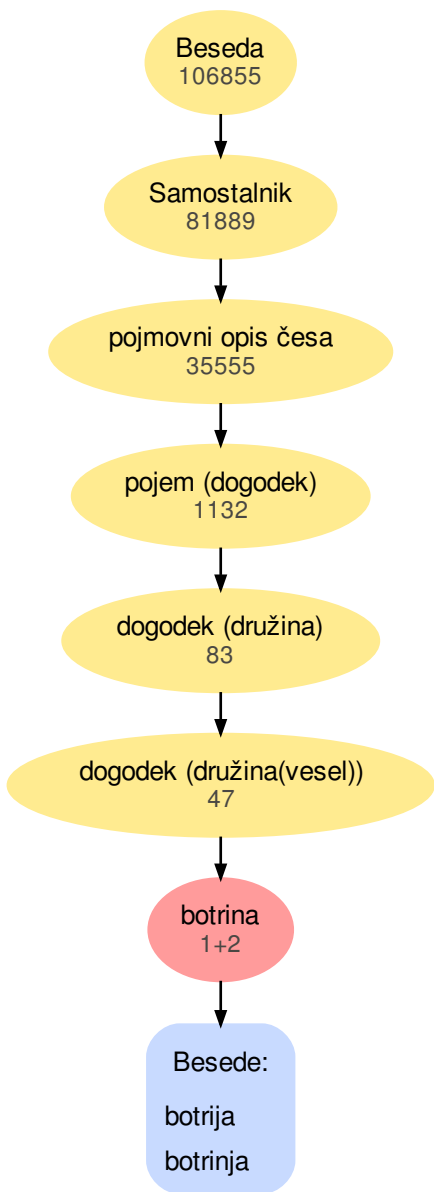 Beseda
106855
Samostalnik
81889
pojmovni opis česa
35555
pojem (dogodek)
1132
dogodek (družina)
83
dogodek (družina(vesel))
47
botrina
1+2
Besede:
botrija
botrinja